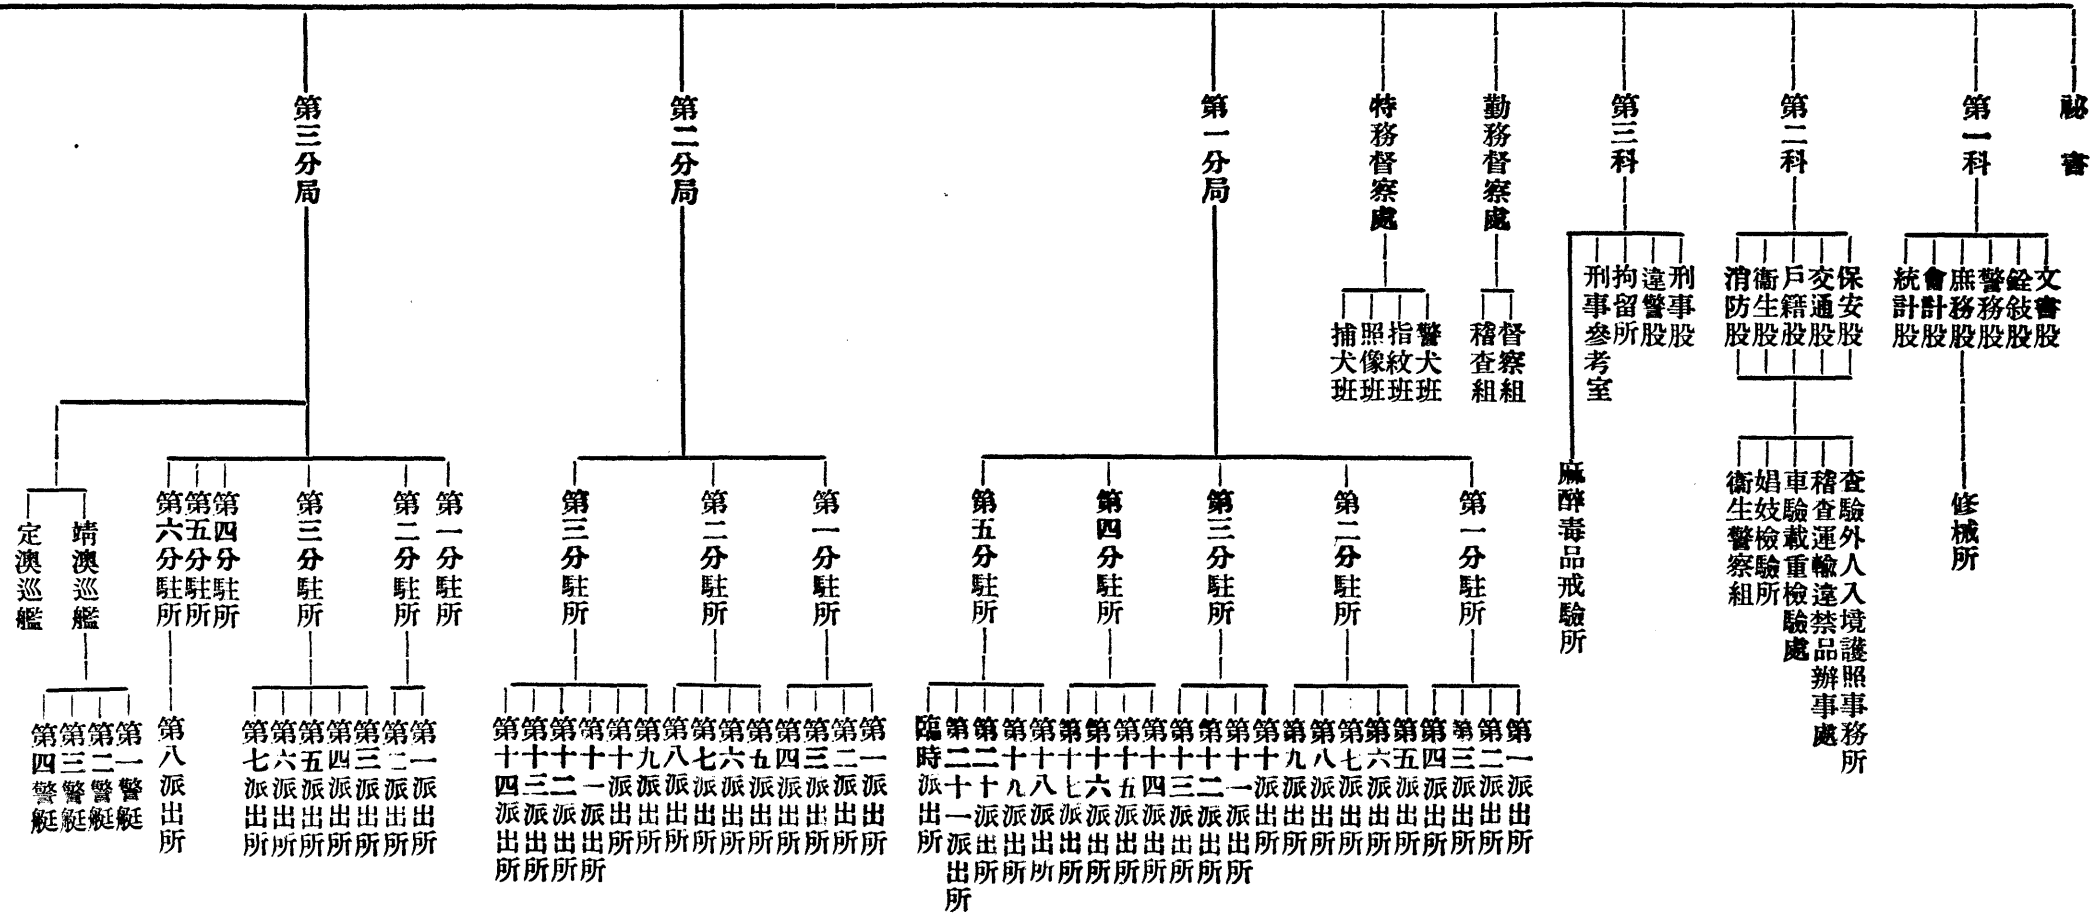 祕書
第一科
文書股
銓敍股
警務股
庶務股
會計股
統計股
修械所
第二科
保安股
交通股
戶籍股
衞生股
消防股
查驗外人入境護照事務所
稽查運輸違禁品辦事處
車驗載重檢驗處
娼妓檢驗所
衞生警察組
第三科
刑事股
違警股
拘留所
刑事參考室
麻醉毒品戒驗所
勤務督察處
督察組
稽查組
特務督察處
警犬班
指紋班
照像班
捕犬班
第一分局
第一分駐所
第一派出所
第二派出所
第三派出所
第四派出所
第二分駐所
第五派出所
第六派出所
第七派出所
第八派出所
第九派出所
第三分駐所
第十派出所
第十一派出所
第十二派出所
第十三派出所
第四分駐所
第十四派出所
第十五派出所
第十六派出所
第十七派出所
第五分駐所
第十八派出所
第十九派出所
第二十派出所
第二十一派出所
臨時派出所
第二分局
第一分駐所
第一派出所
第二派出所
第三派出所
第四派出所
第二分駐所
第五派出所
第六派出所
第七派出所
第八派出所
第三分駐所
第九派出所
第十派出所
第十一派出所
第十二派出所
第十三派出所
第十四派出所
第三分局
第一分駐所
第二分駐所
第一派出所
第二派出所
第三分駐所
第三派出所
第四派出所
第五派出所
第六派出所
第七派出所
第四分駐所
第五分駐所
第六分駐所
第八派出所
靖澳巡艦
第一警艇
第二警艇
第三警艇
第四警艇
定澳巡艦